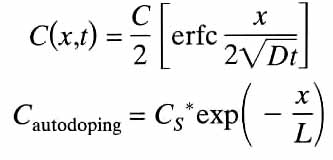 C(x,t) = C/2 [erfc x/2√Dt]
C_autodoping = C_S* exp(− x/L)